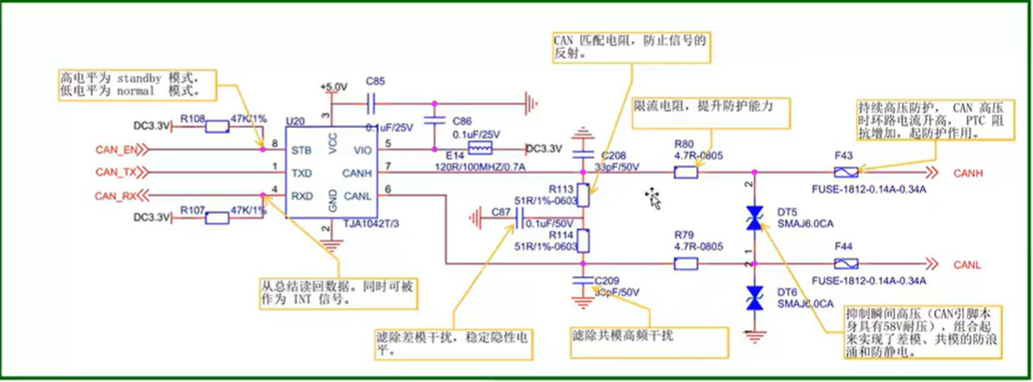 CAN 匹配电阻，防止信号的
反射。
高电平为 standby 模式，
低电平为 normal 模式。
限流电阻，提升防护能力
持续高压防护，CAN 高压
时环路电流升高，PTC 阻
抗增加，起防护作用。
+5.0V
C85
0.1uF/25V
C86
0.1uF/25V
DC3.3V
R108
47K/1%
U20
3
VCC
CAN_EN
8
STB
VIO
5
E14
120R/100MHZ/0.7A
DC3.3V
C208
33pF/50V
R80
4.7R-0805
F43
FUSE-1812-0.14A-0.34A
CANH
CAN_TX
1
TXD
CANH
7
CAN_RX
4
RXD
CANL
6
GND
2
TJA1042T/3
DC3.3V
R107
47K/1%
R113
51R/1%-0603
C87
0.1uF/50V
R114
51R/1%-0603
2
DT5
SMAJ6.0CA
1
2
R79
4.7R-0805
F44
FUSE-1812-0.14A-0.34A
CANL
C209
33pF/50V
DT6
SMAJ6.0CA
从总结读回数据。同时可被
作为 INT 信号。
滤除差模干扰，稳定隐性电
平。
滤除共模高频干扰
抑制瞬间高压（CAN引脚本
身具有58V耐压），组合起
来实现了差模、共模的防浪
涌和防静电。